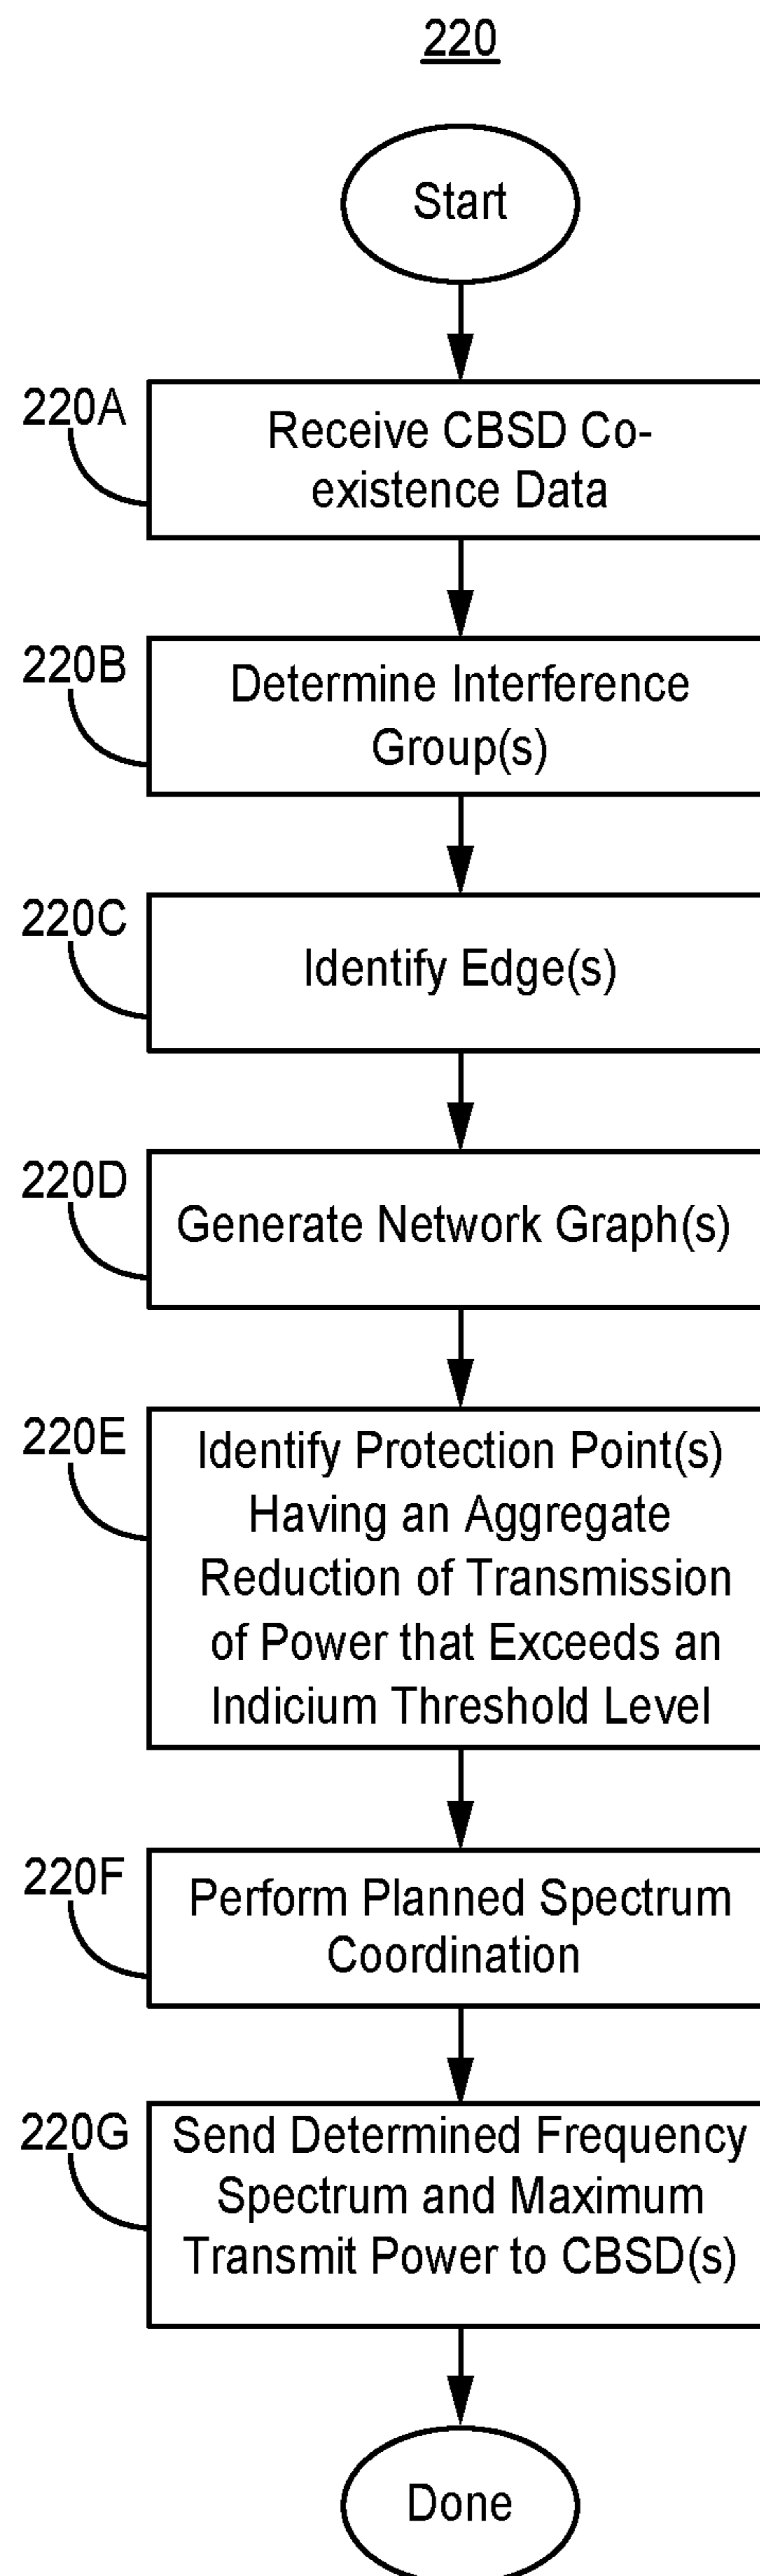 220
Start
220A
Receive CBSD Co-
existence Data
220B
Determine Interference
Group(s)
220C
Identify Edge(s)
220D
Generate Network Graph(s)
220E
Identify Protection Point(s)
Having an Aggregate
Reduction of Transmission
of Power that Exceeds an
Indicium Threshold Level
220F
Perform Planned Spectrum
Coordination
220G
Send Determined Frequency
Spectrum and Maximum
Transmit Power to CBSD(s)
Done